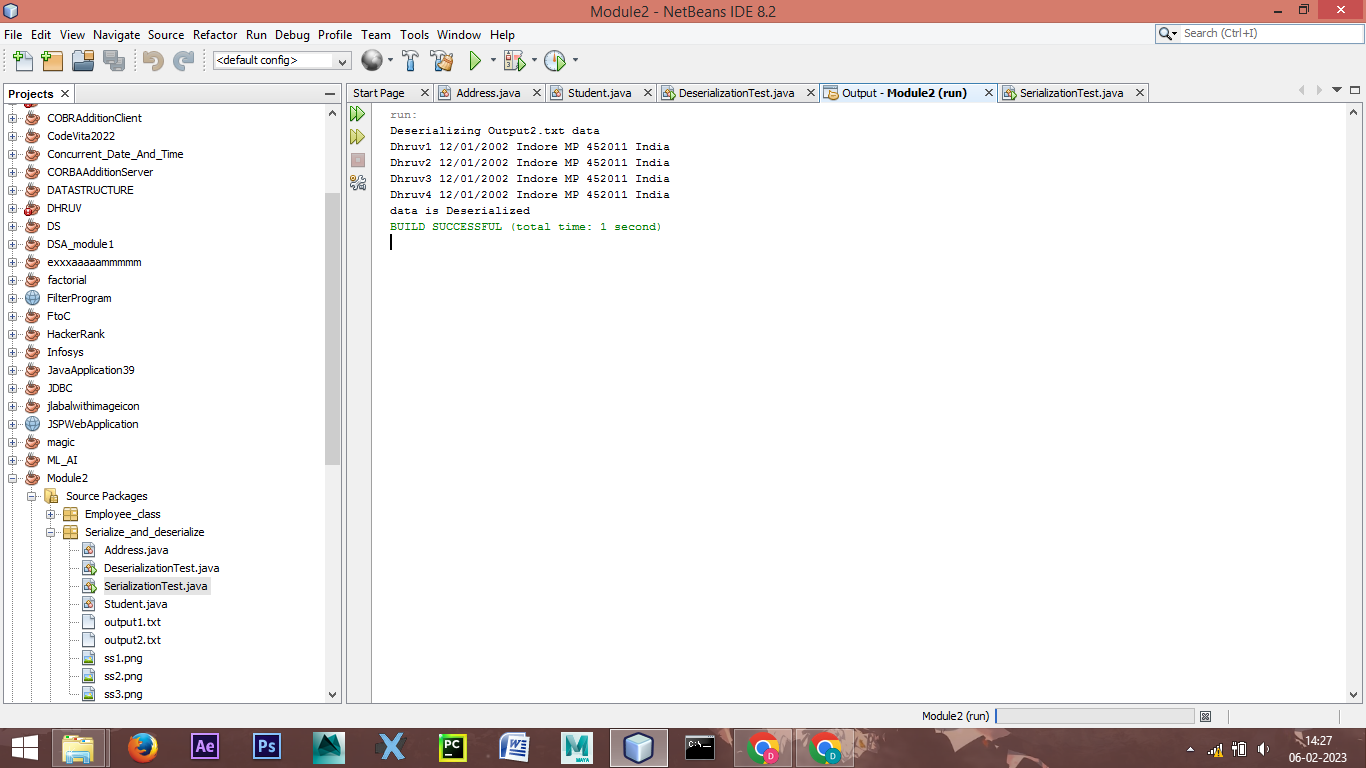 Module2 - NetBeans IDE 8.2
File Edit View Navigate Source Refactor Run Debug Profile Team Tools Window Help
Search (Ctrl+I)
<default config>
Projects
Start Page
Address.java
Student.java
DeserializationTest.java
Output - Module2 (run)
SerializationTest.java
COBRAdditionClient
CodeVita2022
Concurrent_Date_And_Time
CORBAAdditionServer
DATASTRUCTURE
DHRUV
DS
DSA_module1
exxxaaaaammmmm
factorial
FilterProgram
FtoC
HackerRank
Infosys
JavaApplication39
JDBC
jlabalwithimageicon
JSPWebApplication
magic
ML_AI
Module2
Source Packages
Employee_class
Serialize_and_deserialize
Address.java
DeserializationTest.java
SerializationTest.java
Student.java
output1.txt
output2.txt
ss1.png
ss2.png
ss3.png
run:
Deserializing Output2.txt data
Dhruv1 12/01/2002 Indore MP 452011 India
Dhruv2 12/01/2002 Indore MP 452011 India
Dhruv3 12/01/2002 Indore MP 452011 India
Dhruv4 12/01/2002 Indore MP 452011 India
data is Deserialized
BUILD SUCCESSFUL (total time: 1 second)
Module2 (run)
Ae
Ps
X
PC
W
M
MAYA
C:\
D
D
14:27
06-02-2023